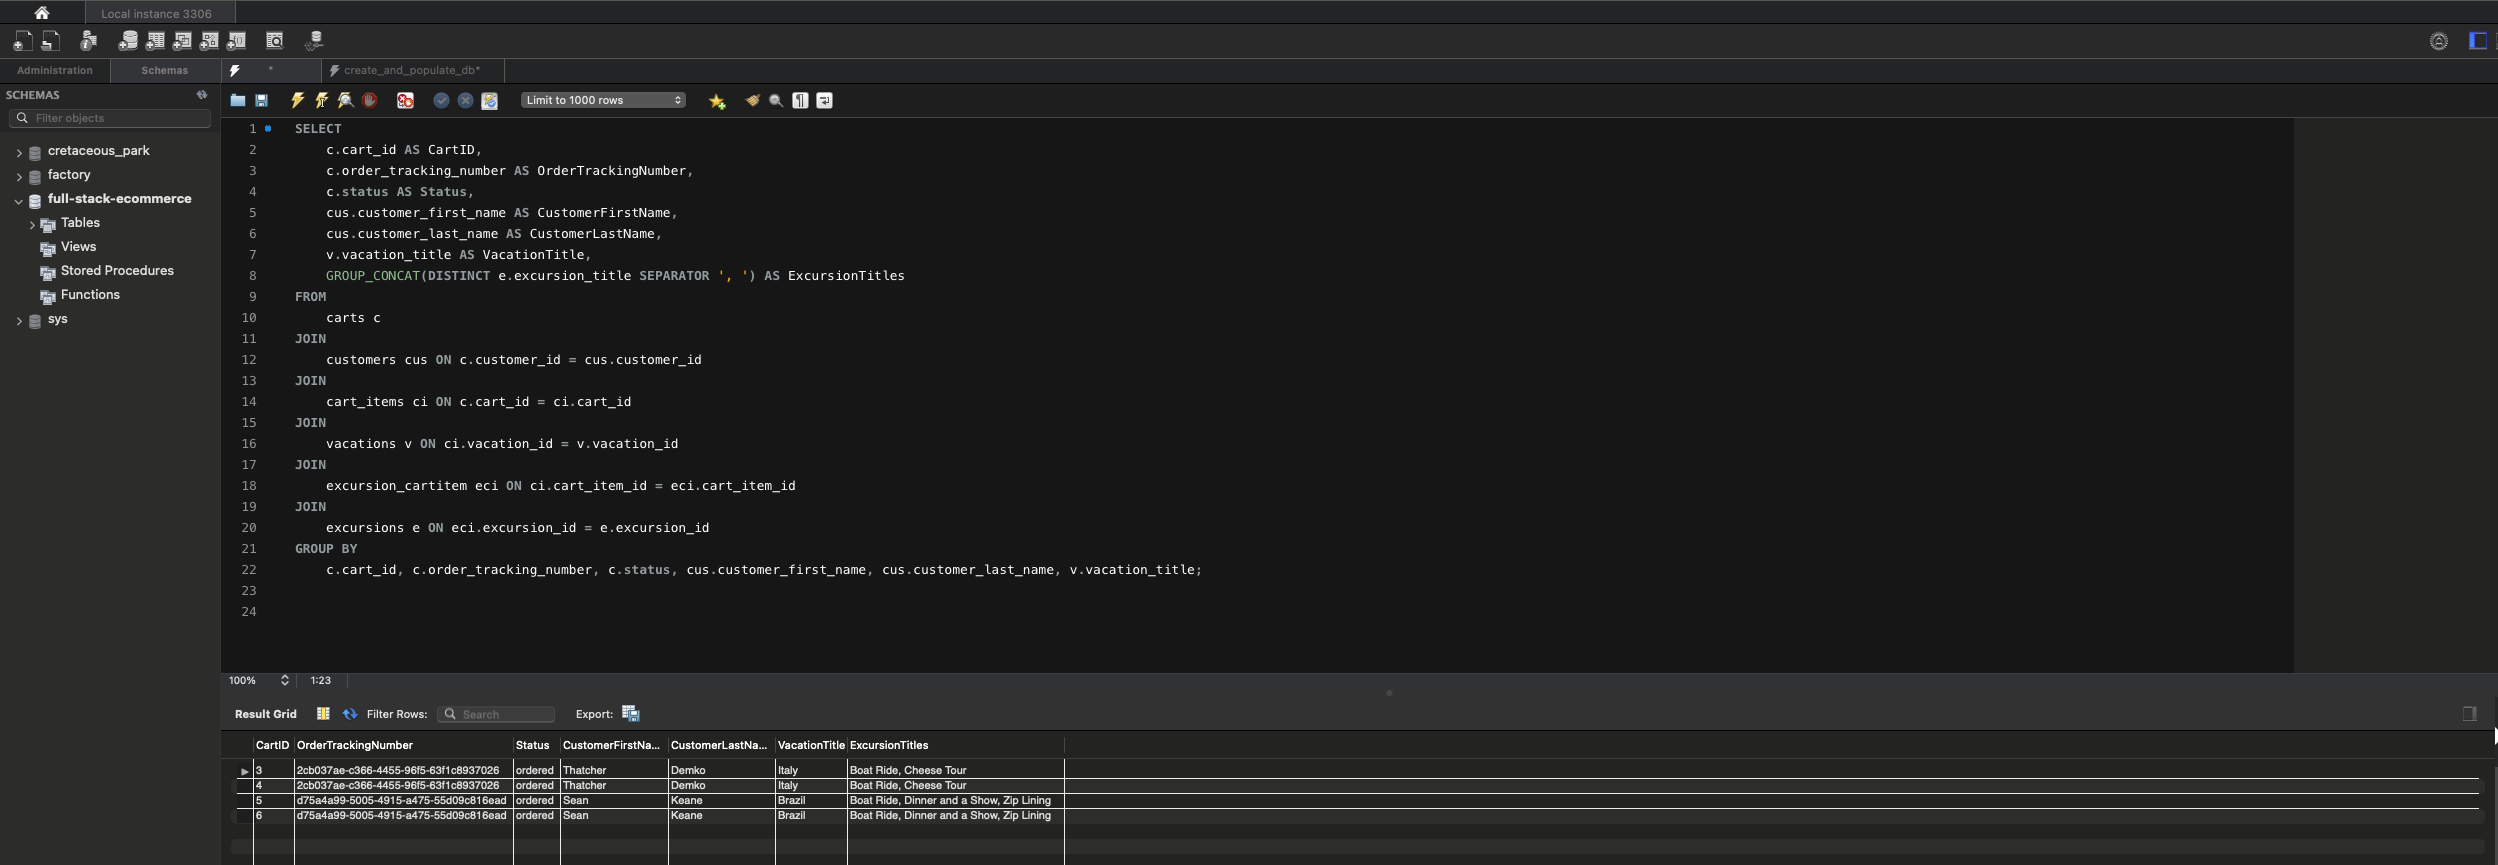 Local instance 3306
Administration Schemas * create_and_populate_db*
SCHEMAS
Limit to 1000 rows
Filter objects
cretaceous_park
factory
full-stack-ecommerce
Tables
Views
Stored Procedures
Functions
sys
1 SELECT
2 c.cart_id AS CartID,
3 c.order_tracking_number AS OrderTrackingNumber,
4 c.status AS Status,
5 cus.customer_first_name AS CustomerFirstName,
6 cus.customer_last_name AS CustomerLastName,
7 v.vacation_title AS VacationTitle,
8 GROUP_CONCAT(DISTINCT e.excursion_title SEPARATOR ', ') AS ExcursionTitles
9 FROM
10 carts c
11 JOIN
12 customers cus ON c.customer_id = cus.customer_id
13 JOIN
14 cart_items ci ON c.cart_id = ci.cart_id
15 JOIN
16 vacations v ON ci.vacation_id = v.vacation_id
17 JOIN
18 excursion_cartitem eci ON ci.cart_item_id = eci.cart_item_id
19 JOIN
20 excursions e ON eci.excursion_id = e.excursion_id
21 GROUP BY
22 c.cart_id, c.order_tracking_number, c.status, cus.customer_first_name, cus.customer_last_name, v.vacation_title;
23
24
100% 1:23
Result Grid Filter Rows: Search Export:
CartID OrderTrackingNumber Status CustomerFirstNa... CustomerLastNa... VacationTitle ExcursionTitles
3 2cb037ae-c366-4455-96f5-63f1c8937026 ordered Thatcher Demko Italy Boat Ride, Cheese Tour
4 2cb037ae-c366-4455-96f5-63f1c8937026 ordered Thatcher Demko Italy Boat Ride, Cheese Tour
5 d75a4a99-5005-4915-a475-55d09c816ead ordered Sean Keane Brazil Boat Ride, Dinner and a Show, Zip Lining
6 d75a4a99-5005-4915-a475-55d09c816ead ordered Sean Keane Brazil Boat Ride, Dinner and a Show, Zip Lining